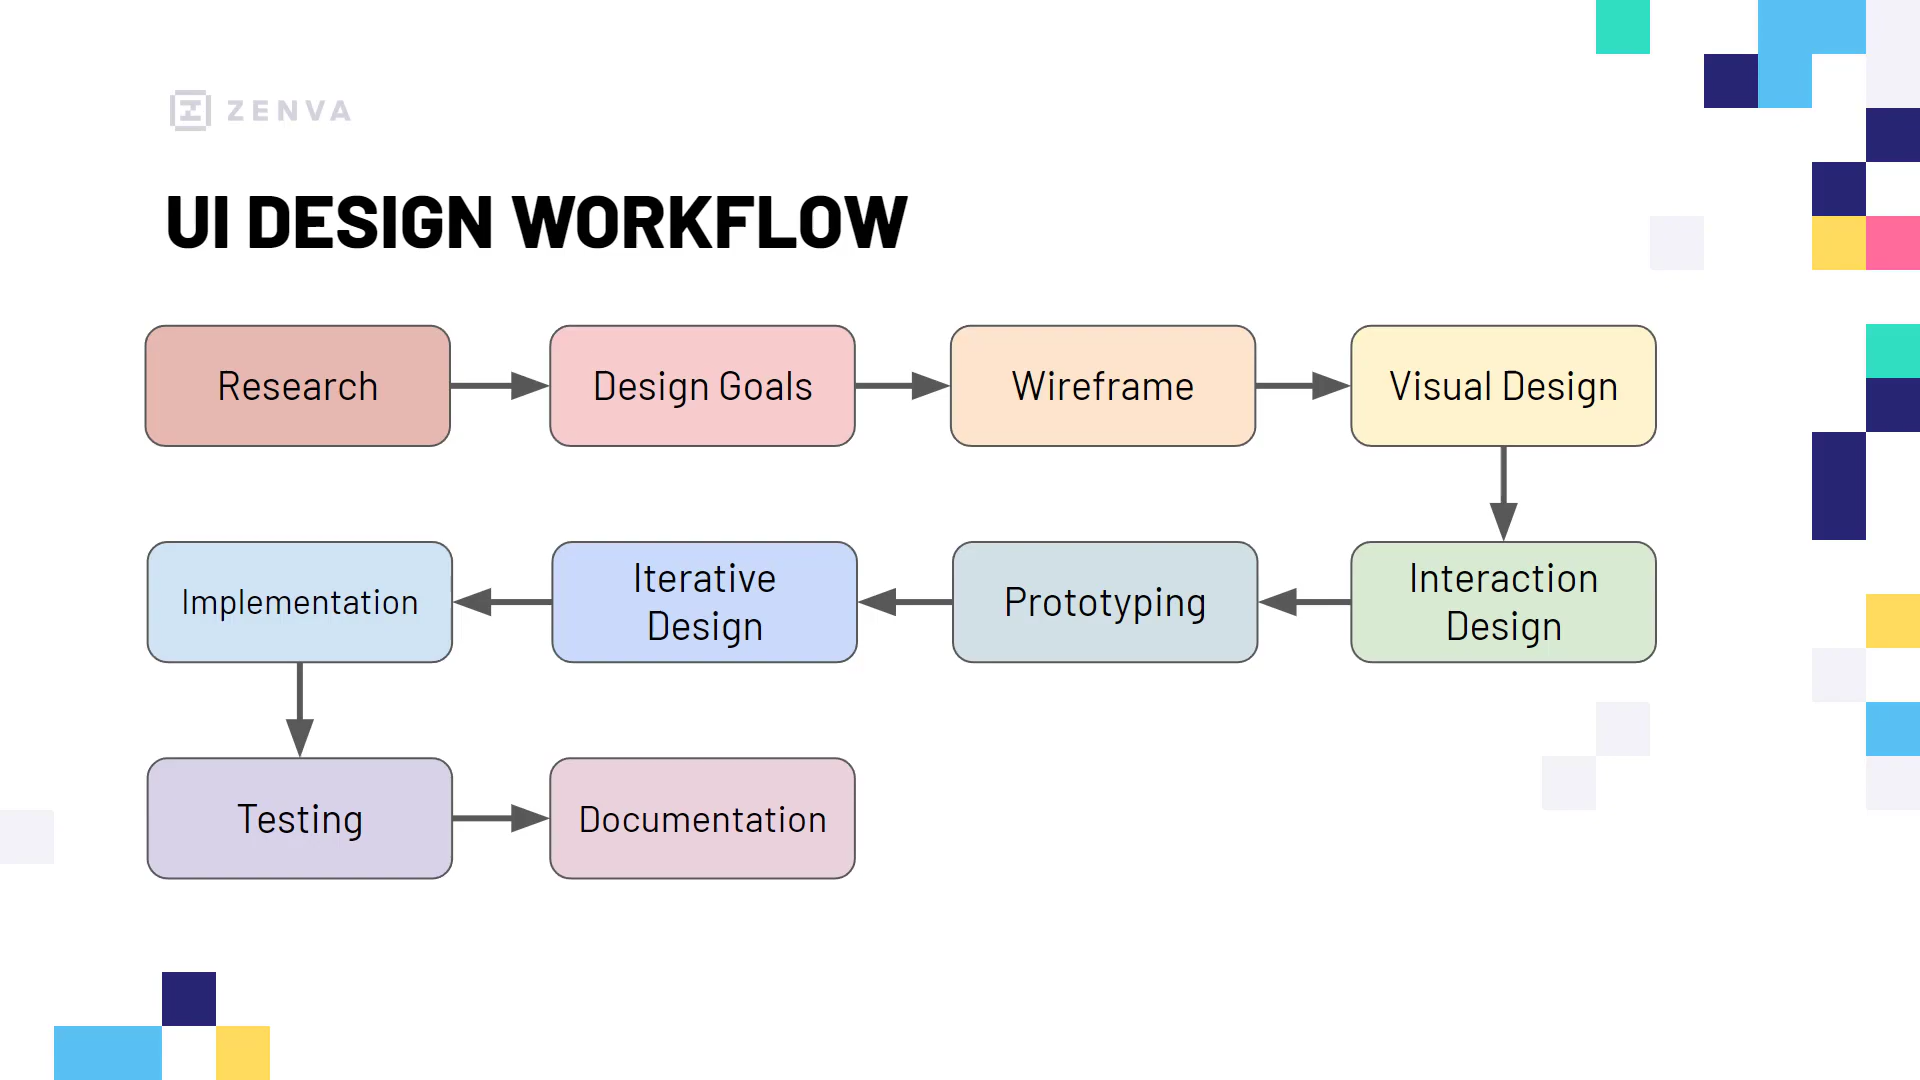 ZENVA
UI DESIGN WORKFLOW
Research
Design Goals
Wireframe
Visual Design
Interaction
Design
Prototyping
Iterative
Design
Implementation
Testing
Documentation